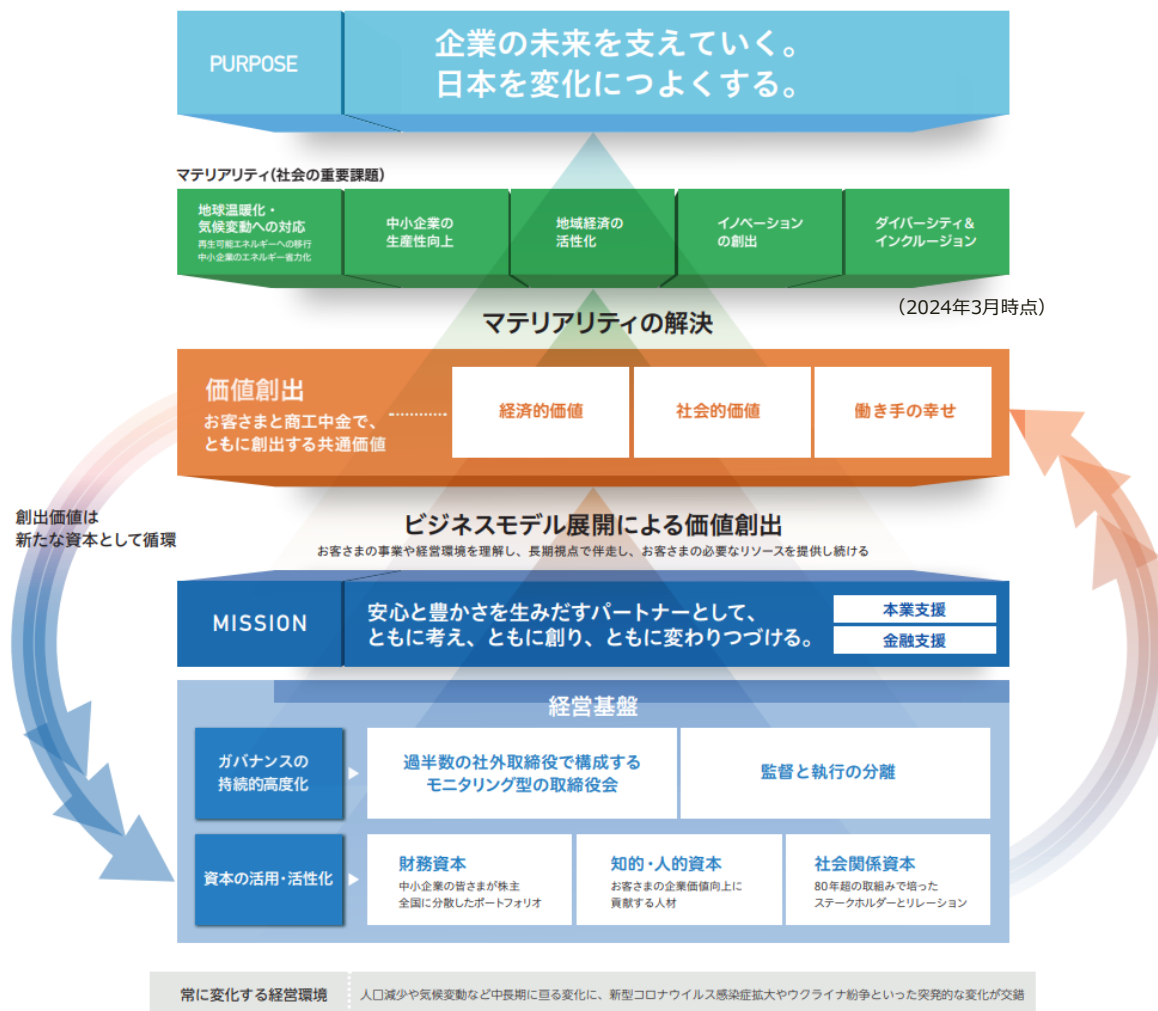 PURPOSE
企業の未来を支えていく。
日本を変化につよくする。
マテリアリティ(社会の重要課題)
地球温暖化・
気候変動への対応
再生可能エネルギーへの移行
中小企業のエネルギー省力化
中小企業の
生産性向上
地域経済の
活性化
イノベーション
の創出
ダイバーシティ&
インクルージョン
（2024年3月時点）
マテリアリティの解決
価値創出
お客さまと商工中金で、
ともに創出する共通価値
経済的価値
社会的価値
働き手の幸せ
創出価値は
新たな資本として循環
ビジネスモデル展開による価値創出
お客さまの事業や経営環境を理解し、長期視点で伴走し、お客さまの必要なリソースを提供し続ける
MISSION
安心と豊かさを生みだすパートナーとして、
ともに考え、ともに創り、ともに変わりつづける。
本業支援
金融支援
経営基盤
ガバナンスの
持続的高度化
過半数の社外取締役で構成する
モニタリング型の取締役会
監督と執行の分離
資本の活用・活性化
財務資本
中小企業の皆さまが株主
全国に分散したポートフォリオ
知的・人的資本
お客さまの企業価値向上に
貢献する人材
社会関係資本
80年超の取組みで培った
ステークホルダーとリレーション
常に変化する経営環境
人口減少や気候変動など中長期に亘る変化に、新型コロナウイルス感染症拡大やウクライナ紛争といった突発的な変化が交錯